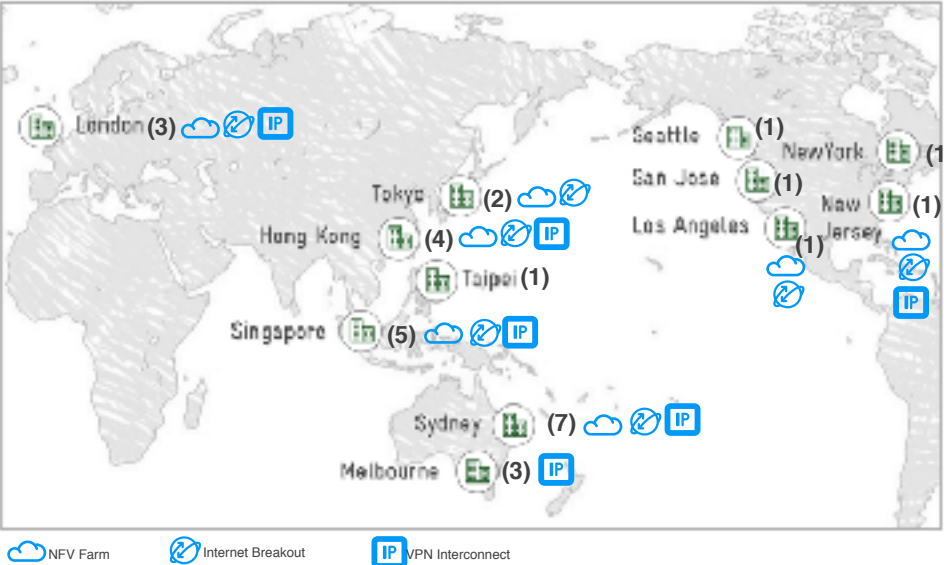 London (3) IP
Seattle (1)
NewYork (1
Tokyo (2)
San Jose (1)
New Jersey (1)
Hong Kong (4) IP
Los Angeles (1)
Taipei (1)
IP
Singapore (5) IP
Sydney (7) IP
Melbourne (3) IP
NFV Farm
Internet Breakout
IP VPN Interconnect